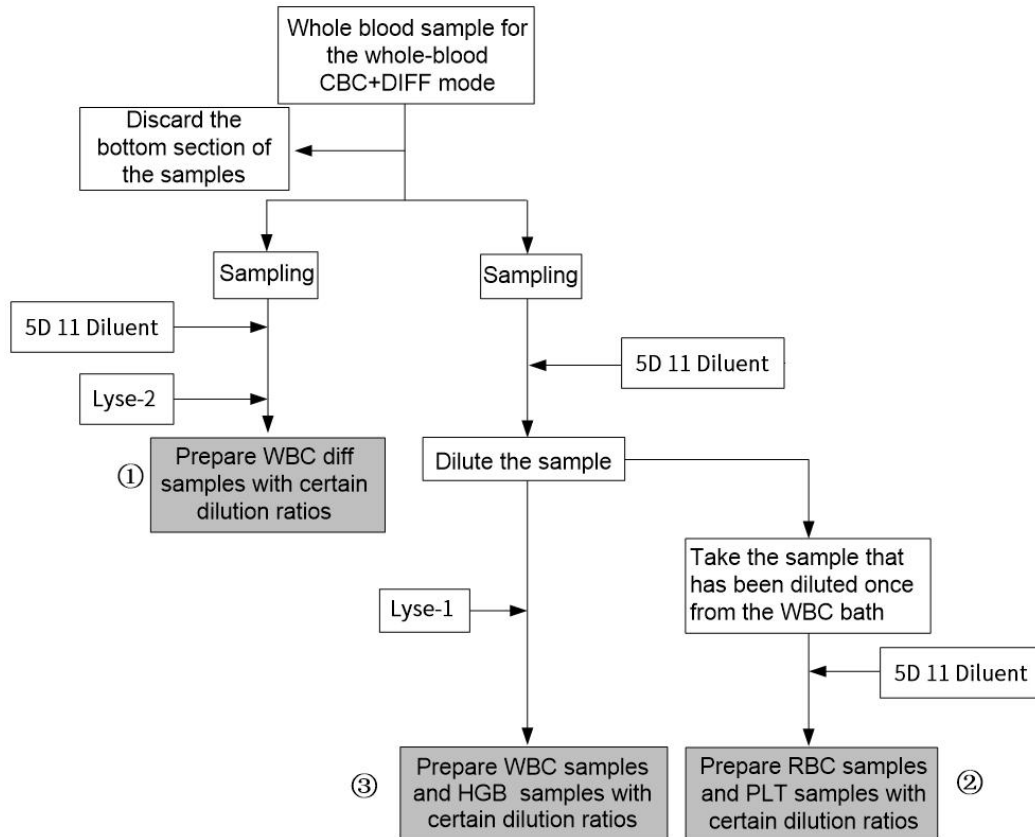 Whole blood sample for
the whole-blood
CBC+DIFF mode
Discard the
bottom section of
the samples
Sampling
Sampling
5D 11 Diluent
5D 11 Diluent
Lyse-2
①
Prepare WBC diff
samples with certain
dilution ratios
Dilute the sample
Take the sample that
has been diluted once
from the WBC bath
Lyse-1
5D 11 Diluent
③
Prepare WBC samples
and HGB samples with
certain dilution ratios
Prepare RBC samples
and PLT samples with
certain dilution ratios
②